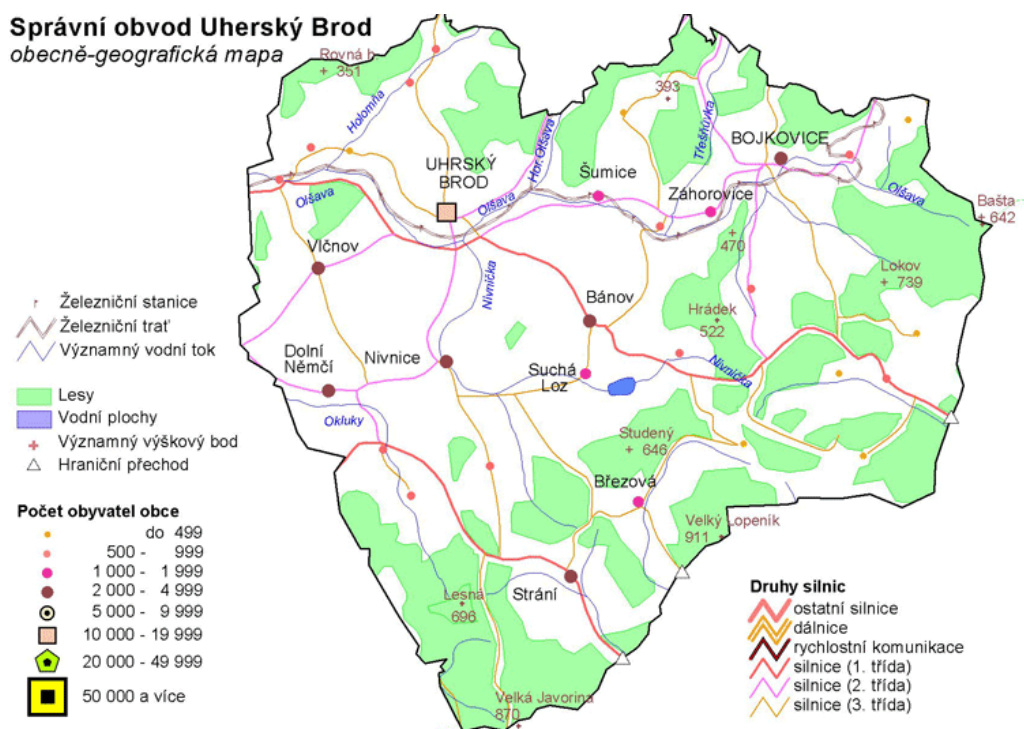 Správní obvod Uherský Brod
obecně-geografická mapa
Rovná h.
351
Holomňa
393
Třešňůvka
BOJKOVICE
UHRSKÝ
BROD
Hor. Olšava
Šumice
Záhorovice
Olšava
Olšava
Olšava
Bašta
642
Vlčnov
470
Lokov
739
Nivnička
Bánov
Hrádek
522
Železniční stanice
Železniční trať
Významný vodní tok
Dolní
Němčí
Nivnice
Suchá
Loz
Nivnička
Lesy
Vodní plochy
Významný výškový bod
Hraniční přechod
Okluky
Studený
646
Březová
Velký Lopeník
911
Počet obyvatel obce
do 499
500 - 999
1 000 - 1 999
2 000 - 4 999
5 000 - 9 999
10 000 - 19 999
20 000 - 49 999
50 000 a více
Lesná
696
Strání
Velká Javorina
870
Druhy silnic
ostatní silnice
dálnice
rychlostní komunikace
silnice (1. třída)
silnice (2. třída)
silnice (3. třída)